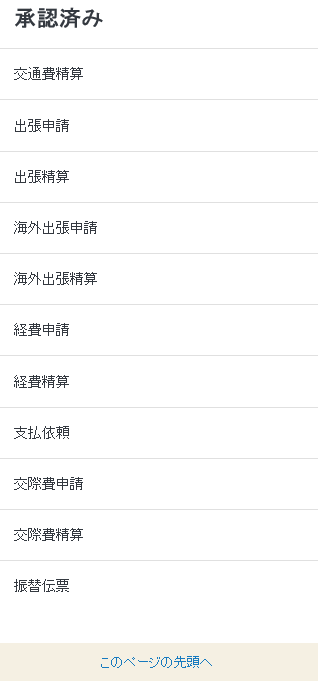 承認済み
交通費精算
出張申請
出張精算
海外出張申請
海外出張精算
経費申請
経費精算
支払依頼
交際費申請
交際費精算
振替伝票
このページの先頭へ